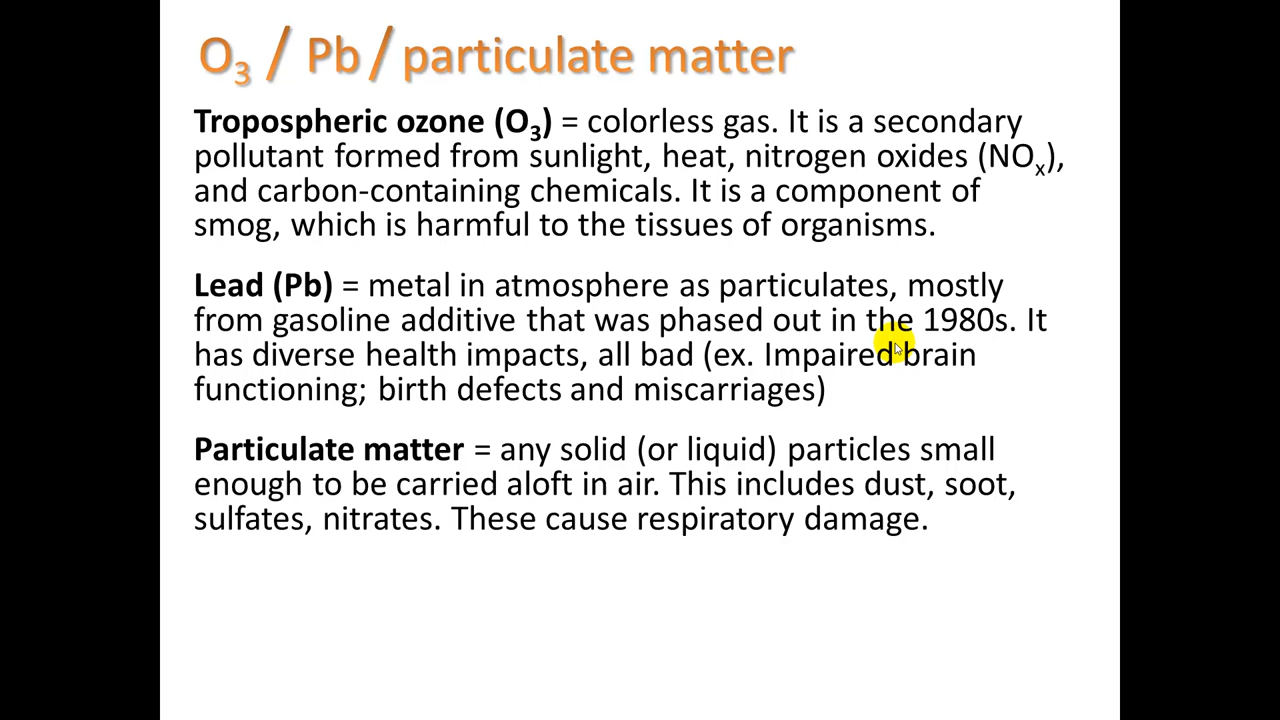 O3 / Pb / particulate matter
Tropospheric ozone (O3) = colorless gas. It is a secondary
pollutant formed from sunlight, heat, nitrogen oxides (NOx),
and carbon-containing chemicals. It is a component of
smog, which is harmful to the tissues of organisms.
Lead (Pb) = metal in atmosphere as particulates, mostly
from gasoline additive that was phased out in the 1980s. It
has diverse health impacts, all bad (ex. Impaired brain
functioning; birth defects and miscarriages)
Particulate matter = any solid (or liquid) particles small
enough to be carried aloft in air. This includes dust, soot,
sulfates, nitrates. These cause respiratory damage.